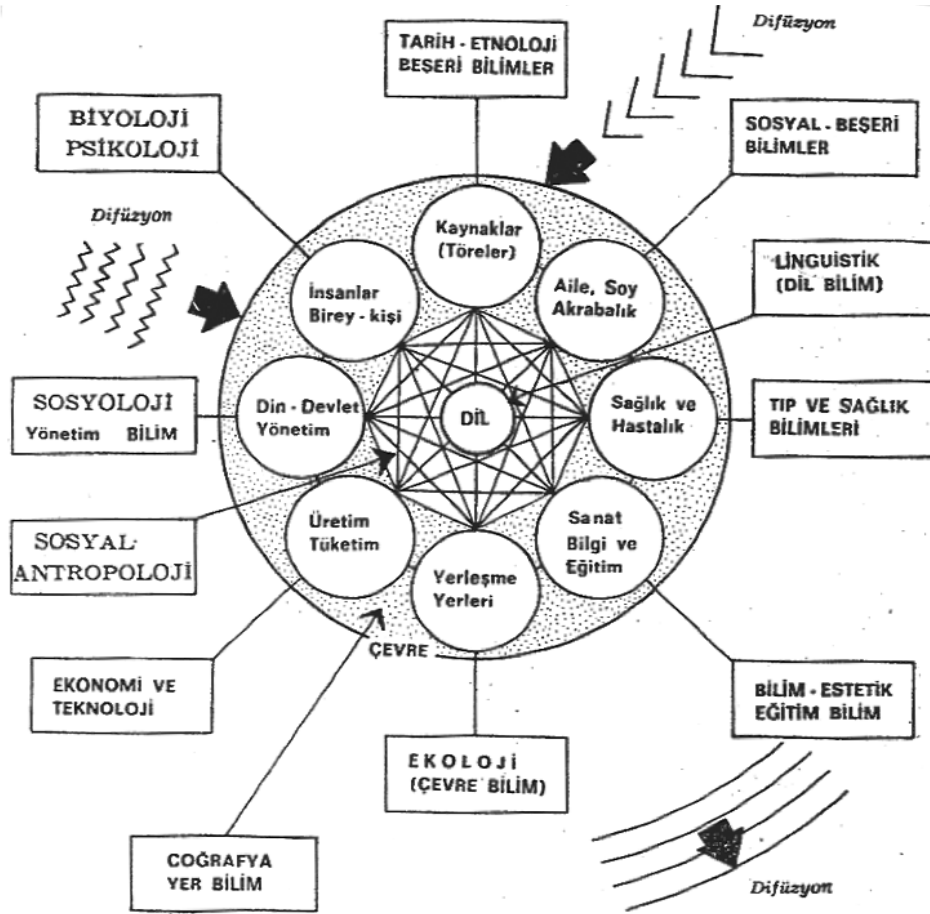 Difüzyon
TARİH - ETNOLOJİ
BEŞERİ BİLİMLER
BİYOLOJİ
PSİKOLOJİ
SOSYAL - BEŞERİ
BİLİMLER
Difüzyon
Kaynaklar
(Töreler)
İnsanlar
Birey - kişi
Aile, Soy
Akrabalık
LİNGUİSTİK
(DİL BİLİM)
SOSYOLOJİ
Yönetim BİLİM
Din - Devlet
Yönetim
DİL
Sağlık ve
Hastalık
TIP VE SAĞLIK
BİLİMLERİ
SOSYAL-
ANTROPOLOJİ
Üretim
Tüketim
Sanat
Bilgi ve
Eğitim
Yerleşme
Yerleri
ÇEVRE
EKONOMİ VE
TEKNOLOJİ
BİLİM - ESTETİK
EĞİTİM BİLİM
EKOLOJİ
(ÇEVRE BİLİM)
COĞRAFYA
YER BİLİM
Difüzyon